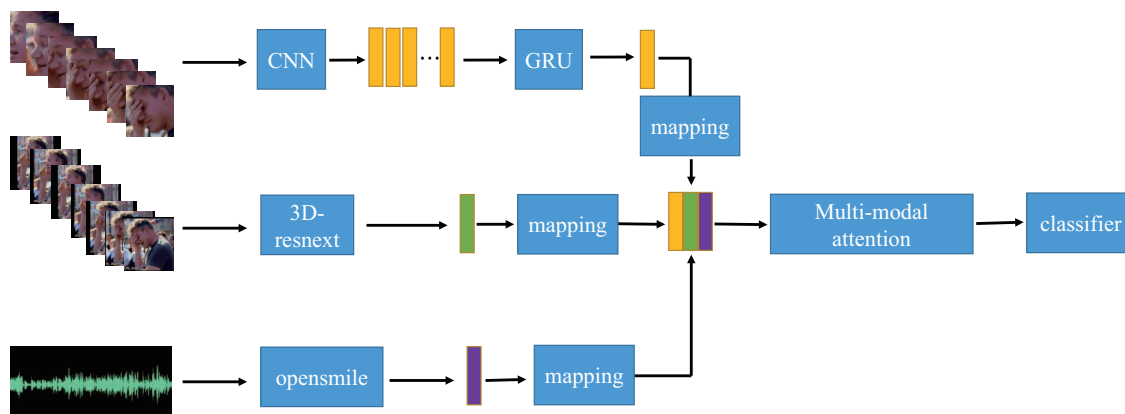 CNN
...
GRU
mapping
3D-
resnext
mapping
Multi-modal
attention
classifier
opensmile
mapping